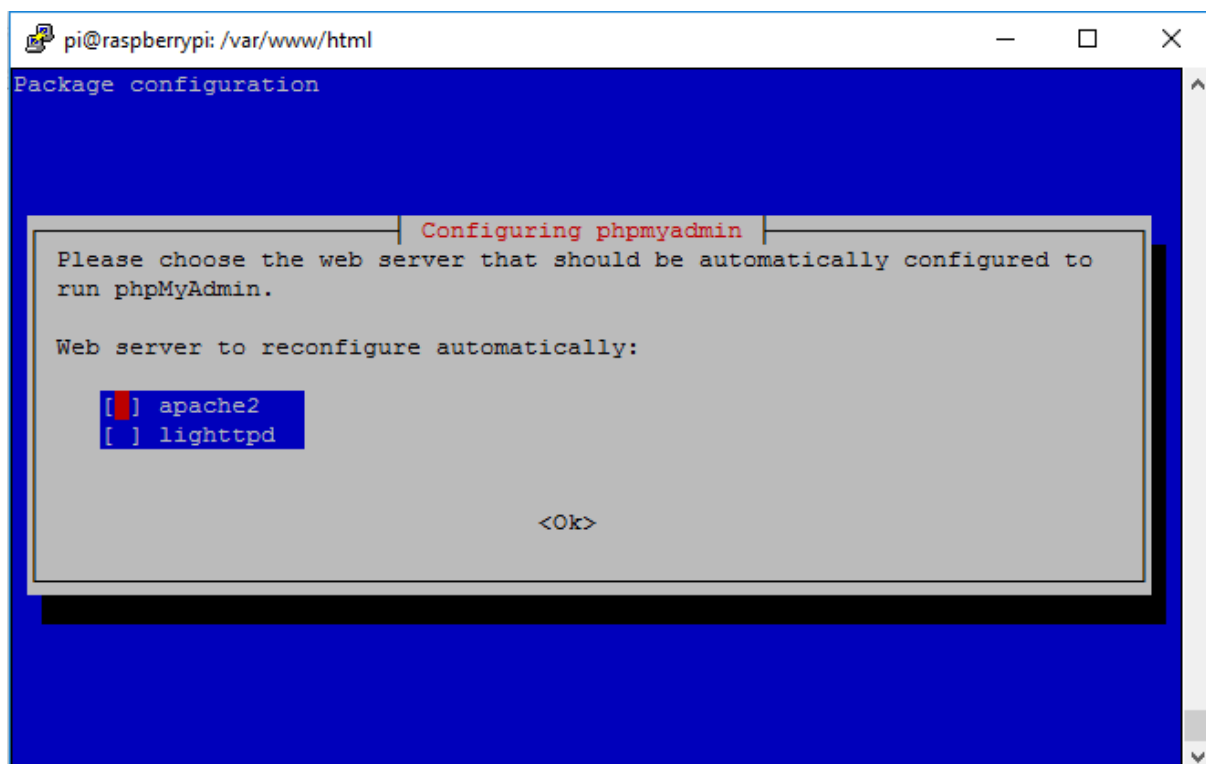 pi@raspberrypi: /var/www/html
Package configuration
Configuring phpmyadmin
Please choose the web server that should be automatically configured to
run phpMyAdmin.
Web server to reconfigure automatically:
[ ] apache2
[ ] lighttpd
<Ok>